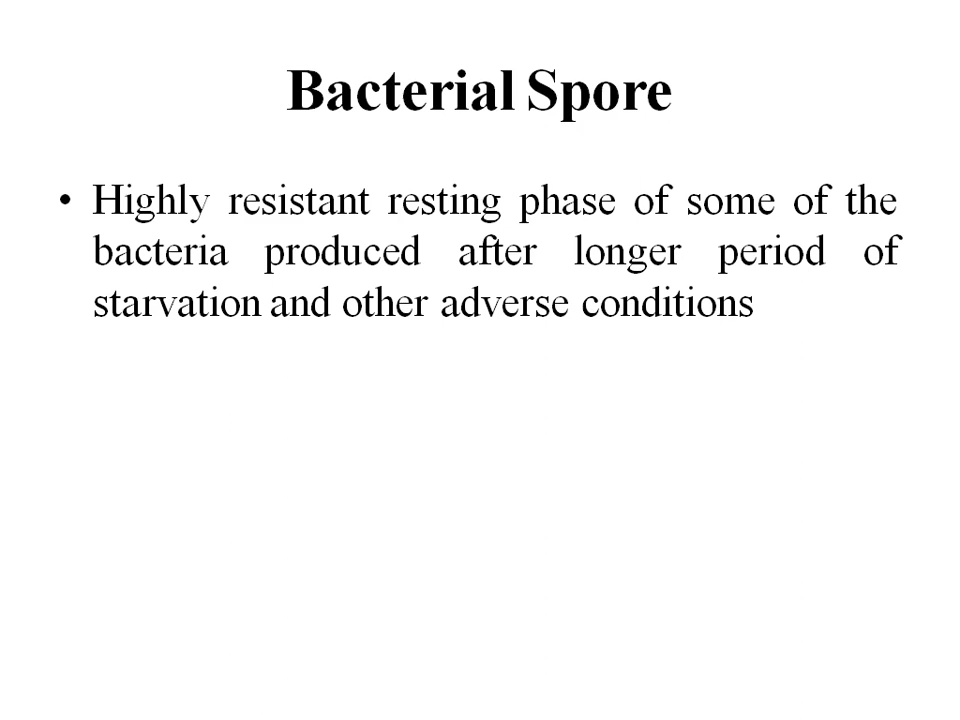 Bacterial Spore
• Highly resistant resting phase of some of the
bacteria produced after longer period of
starvation and other adverse conditions